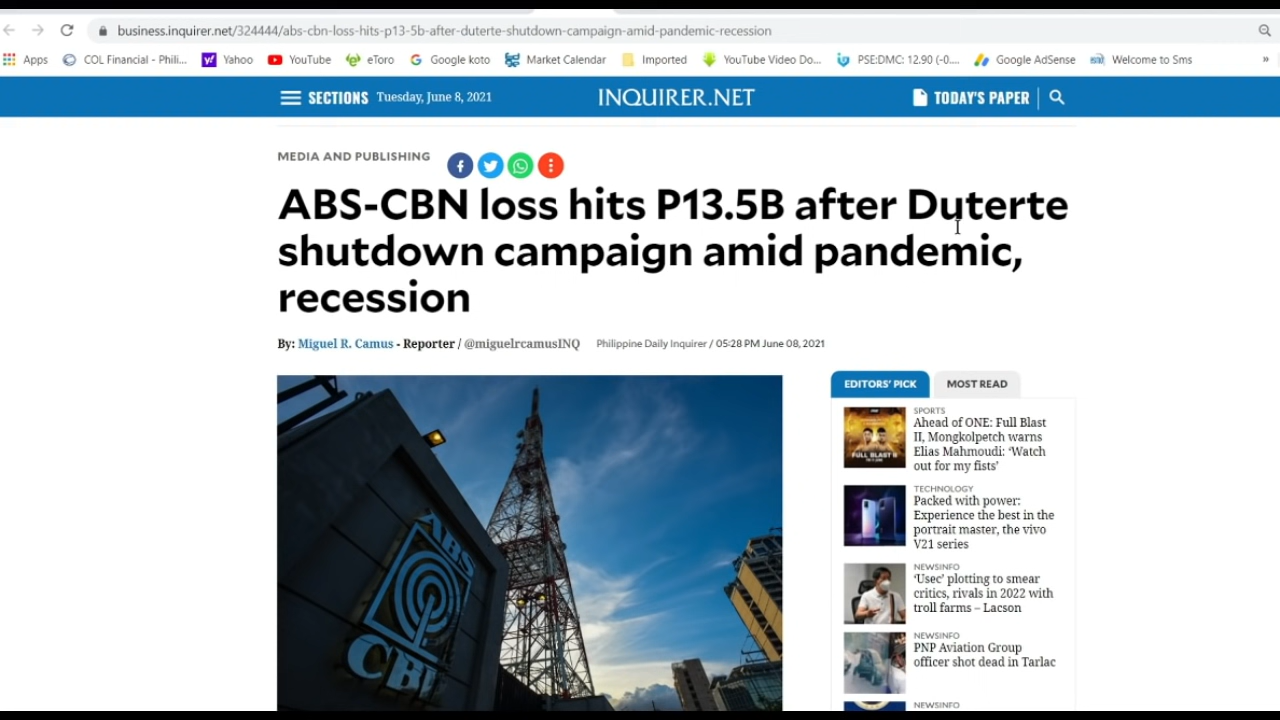 business.inquirer.net/324444/abs-cbn-loss-hits-p13-5b-after-duterte-shutdown-campaign-amid-pandemic-recession
Apps COL Financial - Phili... Yahoo YouTube eToro Google koto Market Calendar Imported YouTube Video Do... PSE:DMC: 12.90 (-0.... Google AdSense Welcome to Sms »
SECTIONS Tuesday, June 8, 2021 INQUIRER.NET TODAY'S PAPER
MEDIA AND PUBLISHING
ABS-CBN loss hits P13.5B after Duterte
shutdown campaign amid pandemic,
recession
By: Miguel R. Camus - Reporter / @miguelrcamusINQ Philippine Daily Inquirer / 05:28 PM June 08, 2021
ABS
CBN
EDITORS' PICK MOST READ
SPORTS
Ahead of ONE: Full Blast
II, Mongkolpetch warns
Elias Mahmoudi: ‘Watch
out for my fists’
FULL BLAST II
TECHNOLOGY
Packed with power:
Experience the best in the
portrait master, the vivo
V21 series
NEWSINFO
‘Usec’ plotting to smear
critics, rivals in 2022 with
troll farms – Lacson
NEWSINFO
PNP Aviation Group
officer shot dead in Tarlac
NEWSINFO